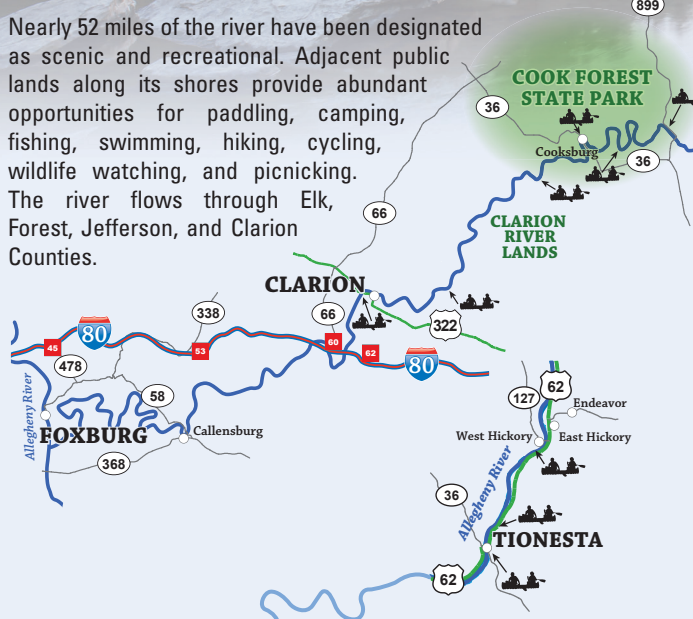 Nearly 52 miles of the river have been designated
as scenic and recreational. Adjacent public
lands along its shores provide abundant
opportunities for paddling, camping,
fishing, swimming, hiking, cycling,
wildlife watching, and picnicking.
The river flows through Elk,
Forest, Jefferson, and Clarion
Counties.
899
COOK FOREST
STATE PARK
36
Cooksburg
36
66
CLARION
RIVER
LANDS
CLARION
338
66
322
80
45
53
60
62
80
478
58
Allegheny River
FOXBURG
Callensburg
368
62
127
Endeavor
West Hickory
East Hickory
Allegheny River
36
TIONESTA
62